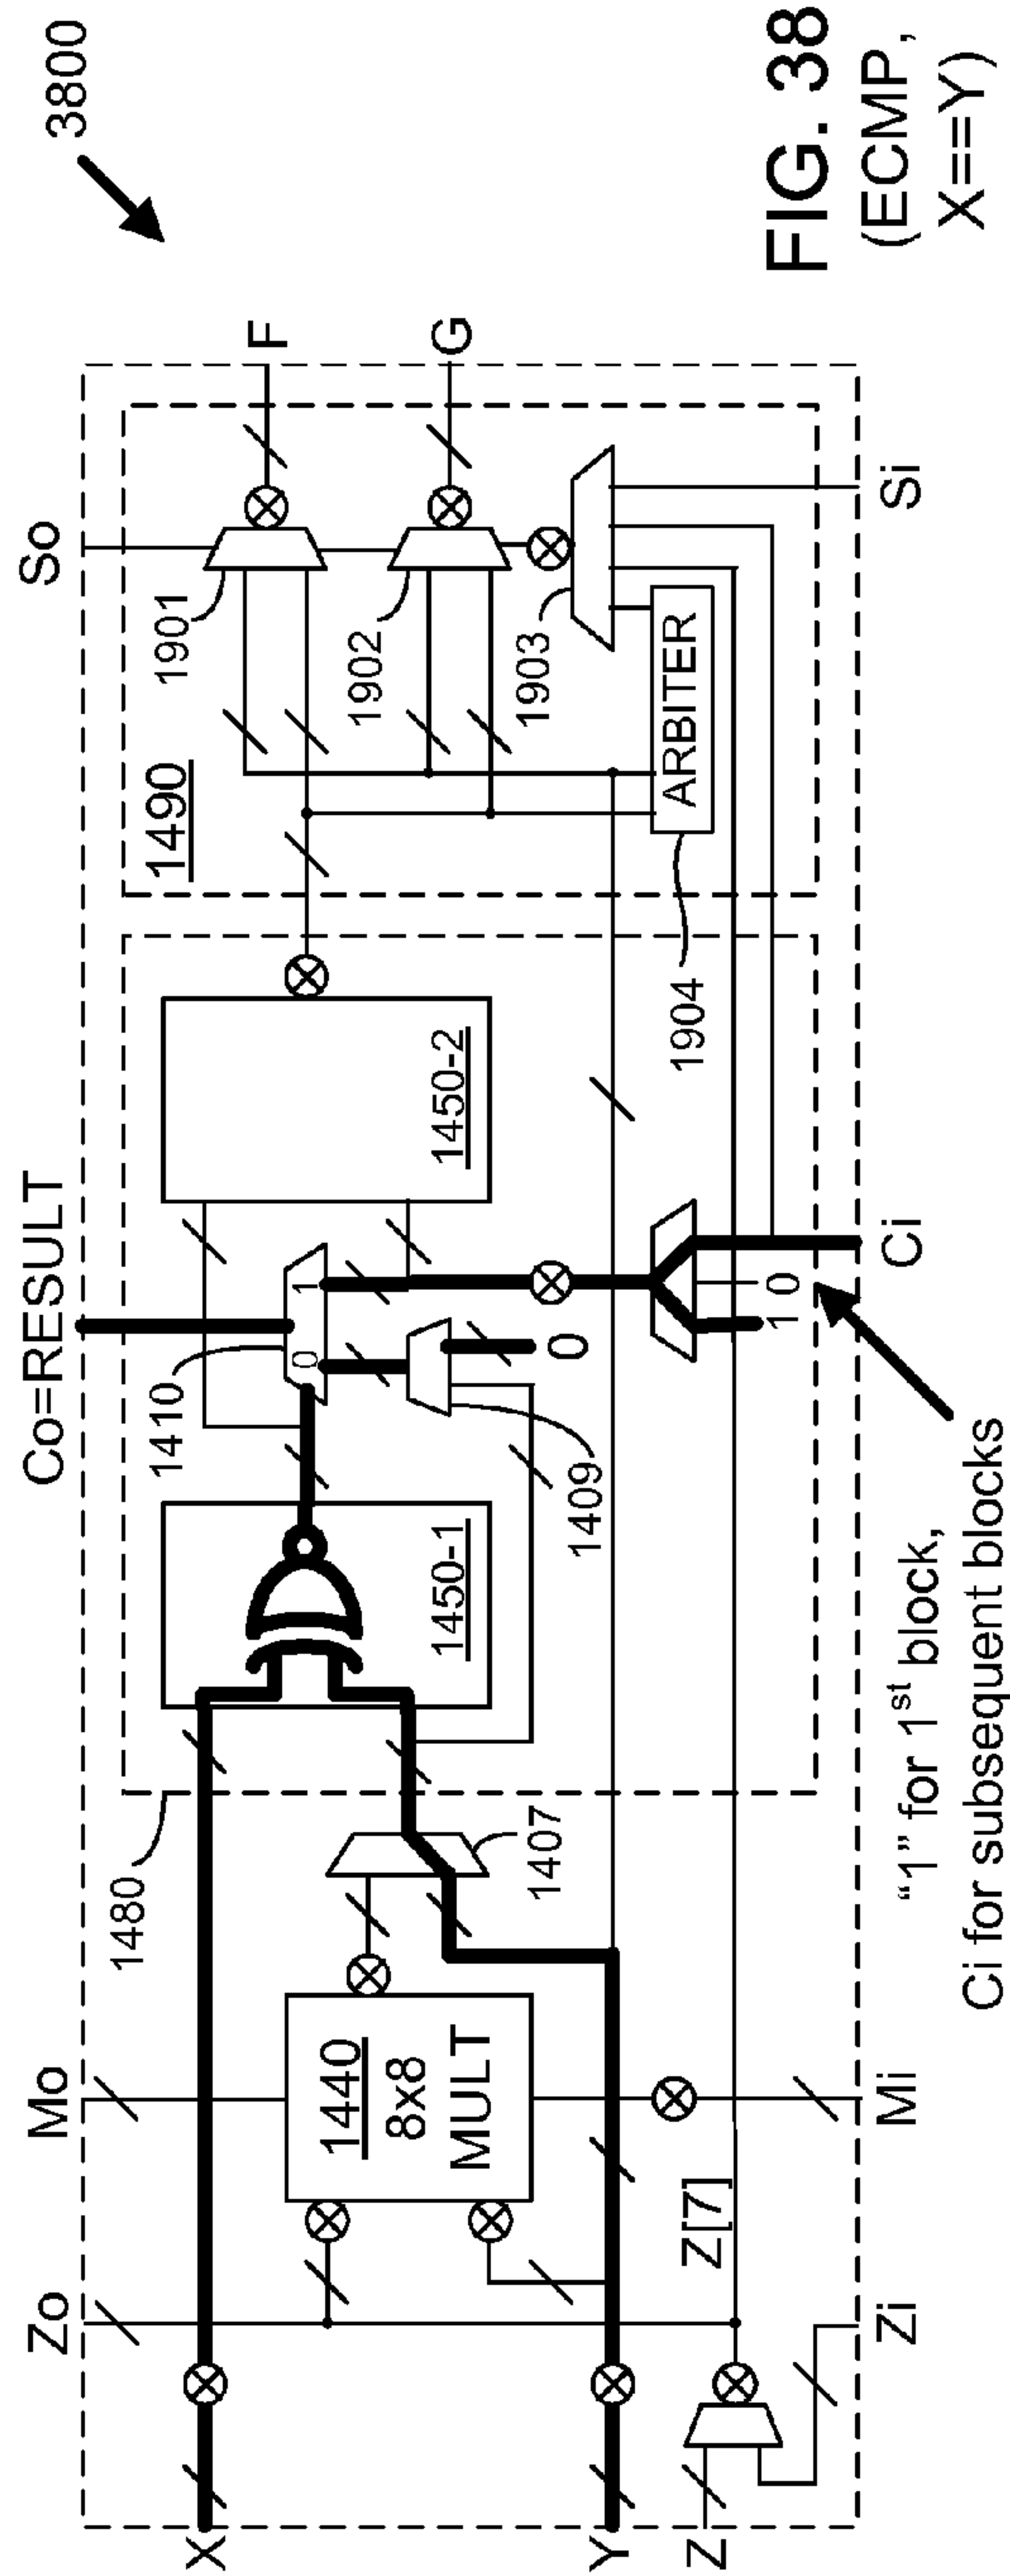 3800
So
Co=RESULT
Mo
Zo
F
G
1901
1902
1903
1490
ARBITER
1904
1450-2
1410
0
1
1409
0
1
0
1450-1
1480
1407
1440
8x8
MULT
Z[7]
X
Y
Z
Zi
Mi
Ci
Si
“1” for 1st block,
Ci for subsequent blocks
FIG. 38
(ECMP,
X==Y)